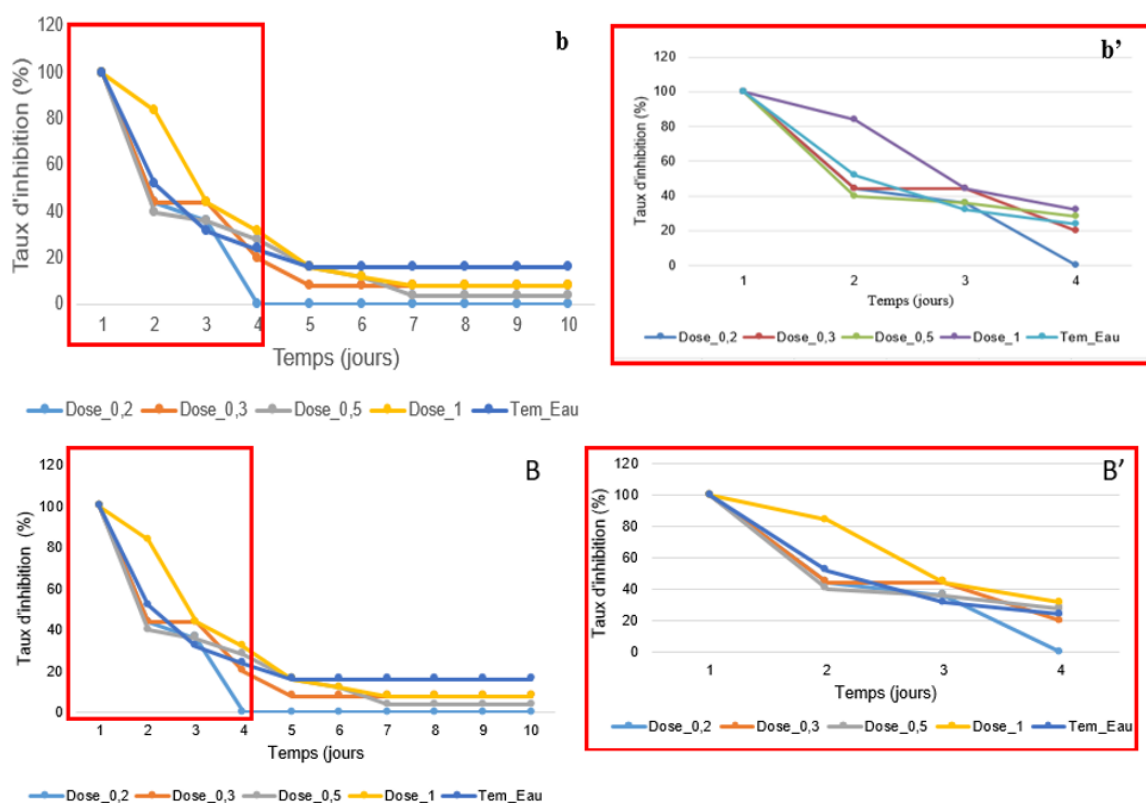 b
Taux d'inhibition (%)
120
100
80
60
40
20
0
1 2 3 4 5 6 7 8 9 10
Temps (jours)
Dose_0,2 Dose_0,3 Dose_0,5 Dose_1 Tem_Eau
b’
Taux d'inhibition (%)
120
100
80
60
40
20
0
1 2 3 4
Temps (jours)
Dose_0,2 Dose_0,3 Dose_0,5 Dose_1 Tem_Eau
B
Taux d'inhibition (%)
120
100
80
60
40
20
0
1 2 3 4 5 6 7 8 9 10
Temps (jours
Dose_0,2 Dose_0,3 Dose_0,5 Dose_1 Tem_Eau
B’
Taux d'inhibition (%)
120
100
80
60
40
20
0
1 2 3 4
Temps (jours)
Dose_0,2 Dose_0,3 Dose_0,5 Dose_1 Tem_Eau